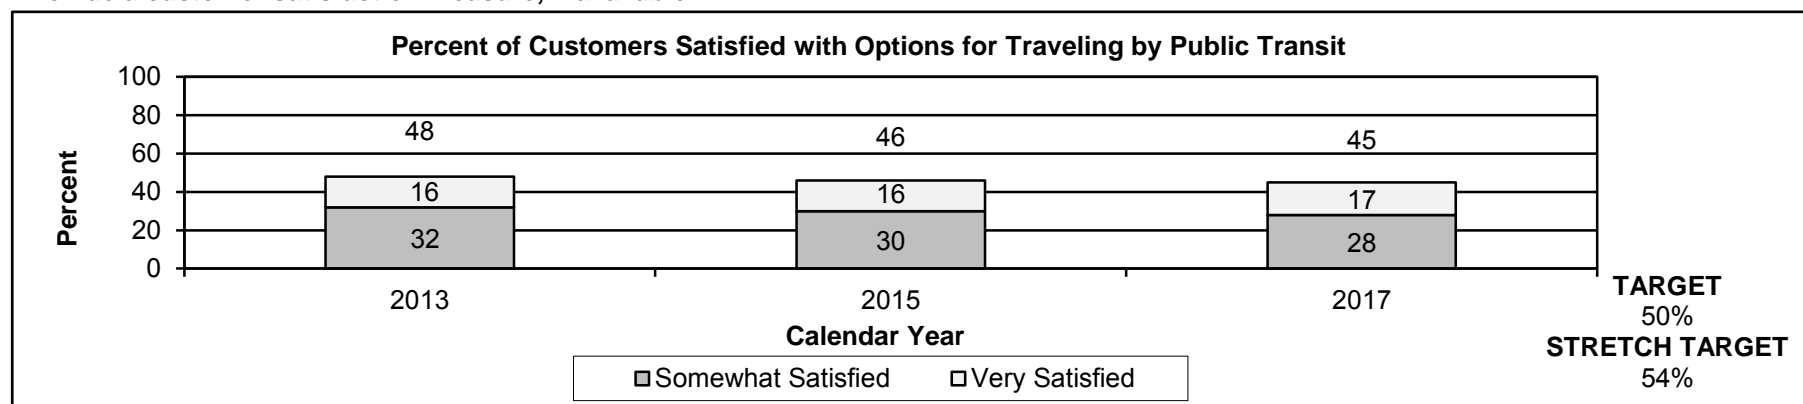 Percent of Customers Satisfied with Options for Traveling by Public Transit
100
80
60
40
20
0
Percent
48
46
45
16
16
17
32
30
28
2013
2015
2017
Calendar Year
Somewhat Satisfied
Very Satisfied
TARGET
50%
STRETCH TARGET
54%